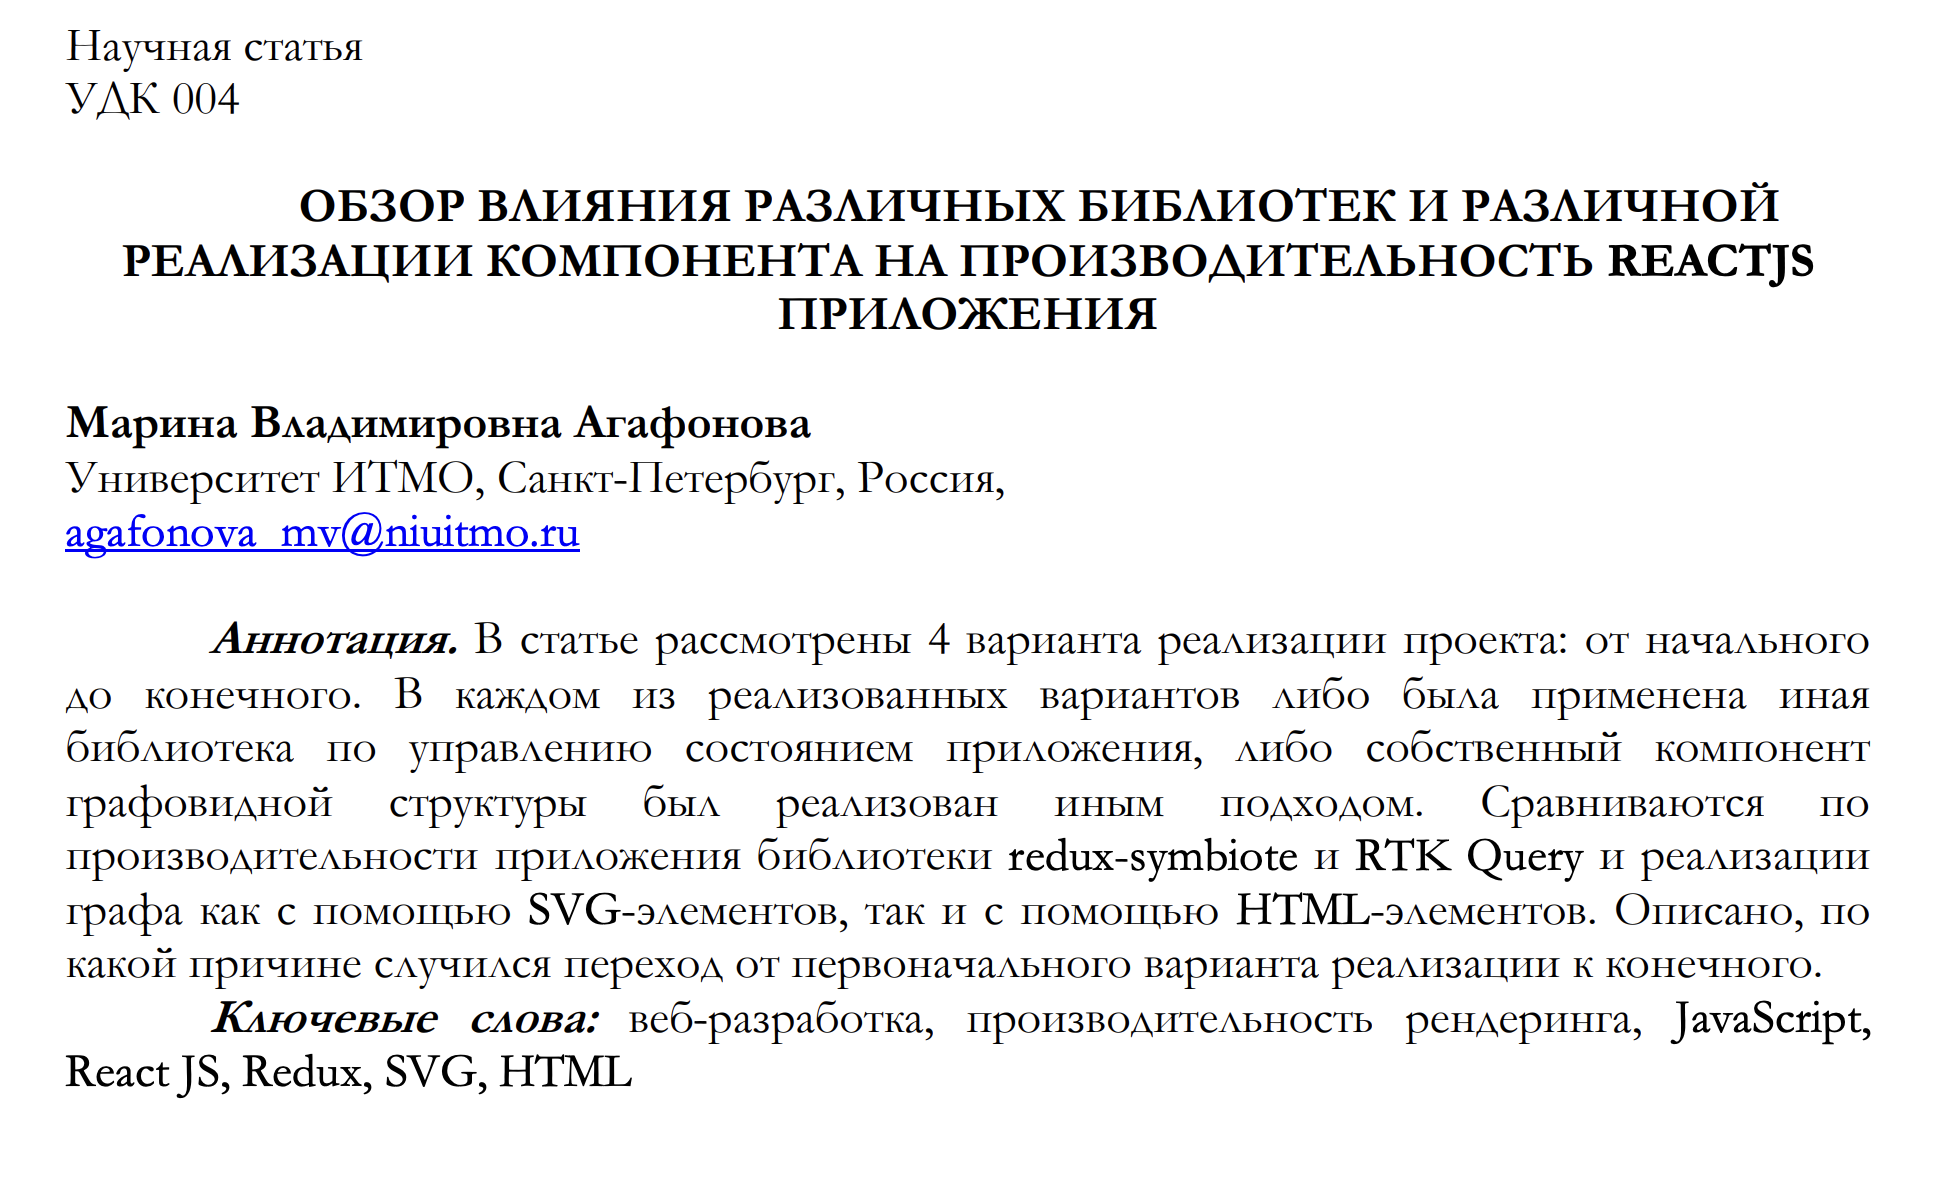 Научная статья
УДК 004
ОБЗОР ВЛИЯНИЯ РАЗЛИЧНЫХ БИБЛИОТЕК И РАЗЛИЧНОЙ
РЕАЛИЗАЦИИ КОМПОНЕНТА НА ПРОИЗВОДИТЕЛЬНОСТЬ REACTJS
ПРИЛОЖЕНИЯ
Марина Владимировна Агафонова
Университет ИТМО, Санкт-Петербург, Россия,
agafonova_mv@niuitmo.ru
Аннотация. В статье рассмотрены 4 варианта реализации проекта: от начального
до конечного. В каждом из реализованных вариантов либо была применена иная
библиотека по управлению состоянием приложения, либо собственный компонент
графовидной структуры был реализован иным подходом. Сравниваются по
производительности приложения библиотеки redux-symbiote и RTK Query и реализации
графа как с помощью SVG-элементов, так и с помощью HTML-элементов. Описано, по
какой причине случился переход от первоначального варианта реализации к конечного.
Ключевые слова: веб-разработка, производительность рендеринга, JavaScript,
React JS, Redux, SVG, HTML